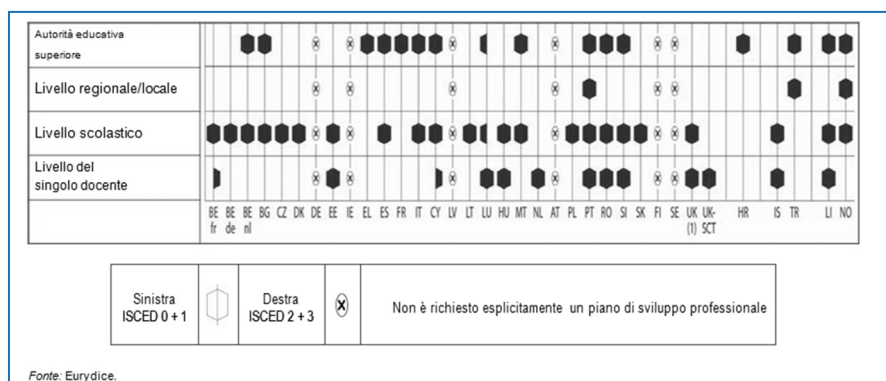 Autorità educativa
superiore
Livello regionale/locale
Livello scolastico
Livello del
singolo docente
BE BE BE BG CZ DK DE EE IE EL ES FR IT CY LV LT LU HU MT NL AT PL PT RO SI SK FI SE UK UK- HR IS TR LI NO
fr de nl (1) SCT
Sinistra
ISCED 0 + 1
Destra
ISCED 2 + 3
Non è richiesto esplicitamente un piano di sviluppo professionale
Fonte: Eurydice.